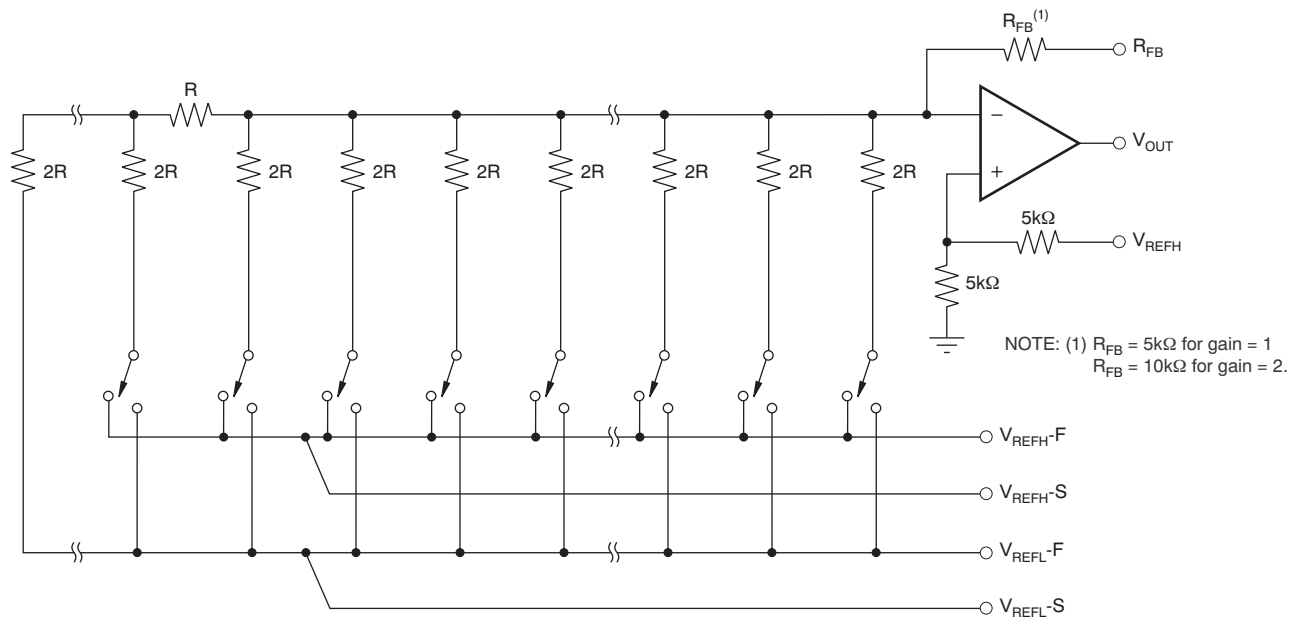 R_FB(1)
R_FB
R
2R
2R
2R
2R
2R
2R
2R
2R
2R
−
+
V_OUT
5kΩ
V_REFH
5kΩ
NOTE: (1) R_FB = 5kΩ for gain = 1
R_FB = 10kΩ for gain = 2.
V_REFH-F
V_REFH-S
V_REFL-F
V_REFL-S